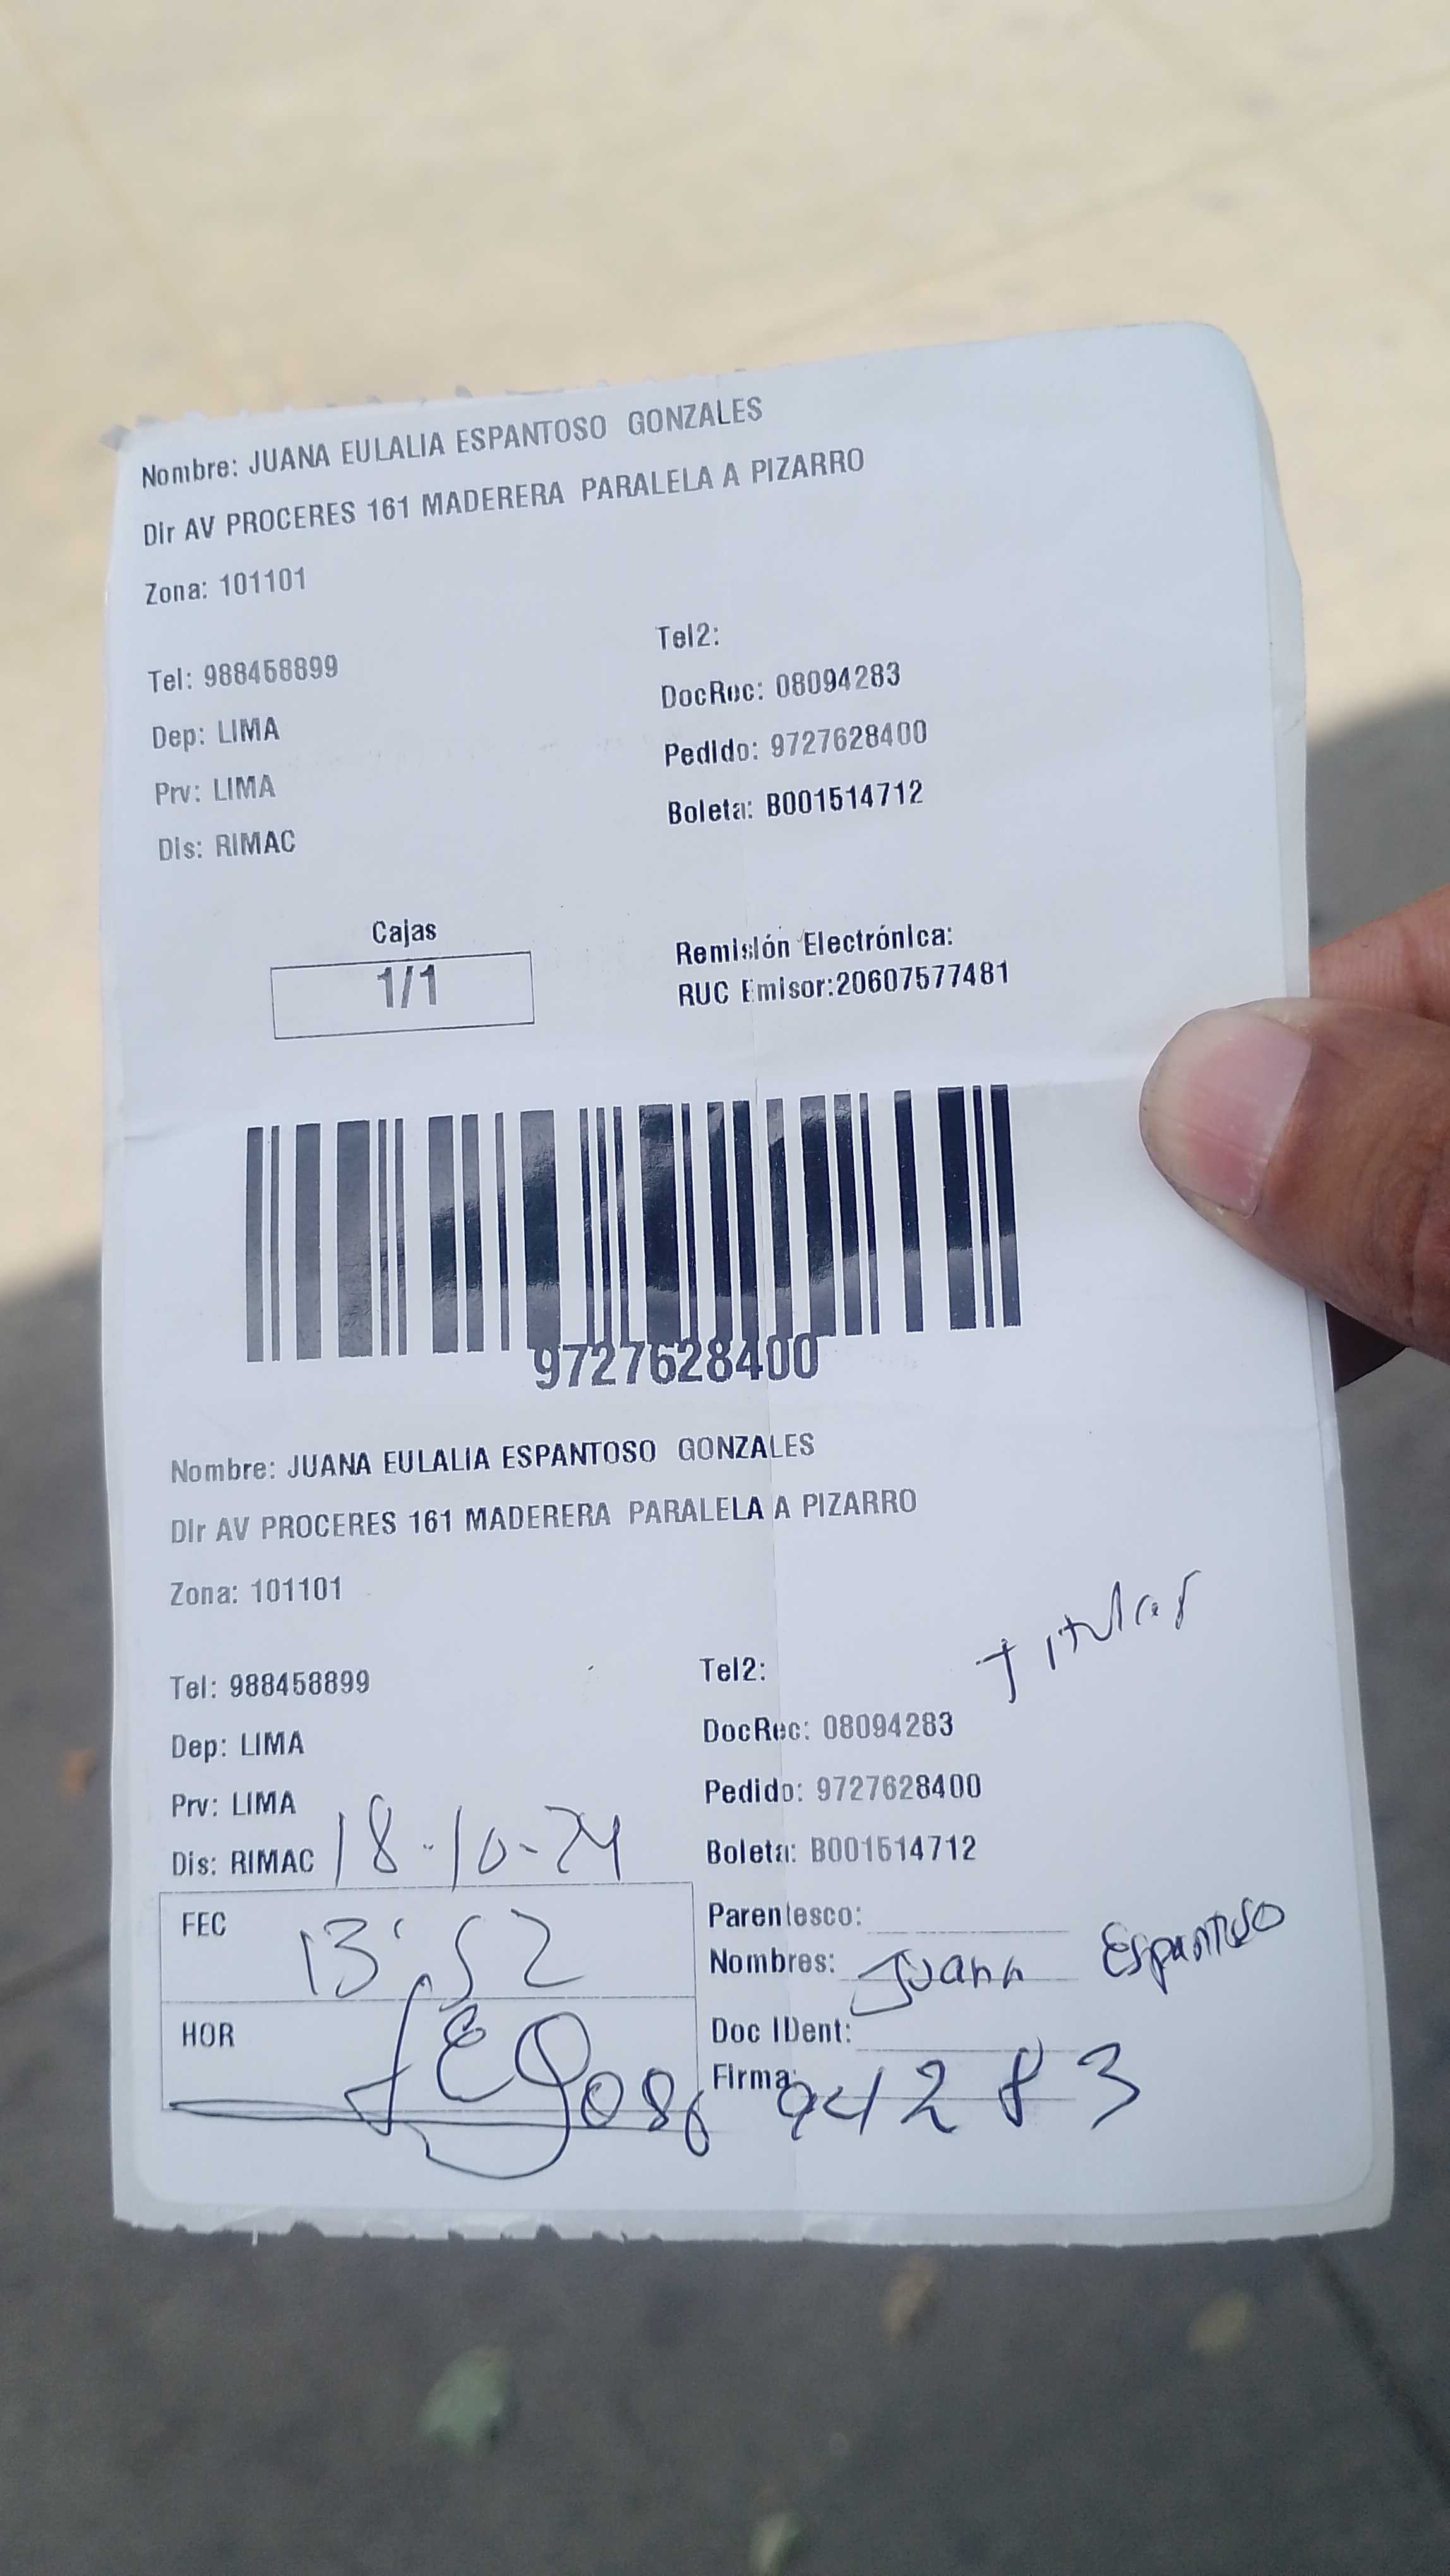 Nombre: JUANA EULALIA ESPANTOSO GONZALES
Dir AV PROCERES 161 MADERERA PARALELA A PIZARRO
Zona: 101101
Tel2:
Tel: 988458899
DocRec: 08094283
Dep: LIMA
Pedido: 9727628400
Prv: LIMA
Boleta: B001514712
Dis: RIMAC
Cajas
1/1
Remisión Electrónica:
RUC Emisor:20607577481
9727628400
Nombre: JUANA EULALIA ESPANTOSO GONZALES
Dir AV PROCERES 161 MADERERA PARALELA A PIZARRO
Zona: 101101
Titular
Tel: 988458899
Tel2:
Dep: LIMA
DocRec: 08094283
Prv: LIMA
Pedido: 9727628400
Dis: RIMAC 18-10-24
Boleta: B001514712
FEC 13:52
Parentesco:
Nombres: Juana Espantoso
HOR
Doc IDent:
Firma:
08094283